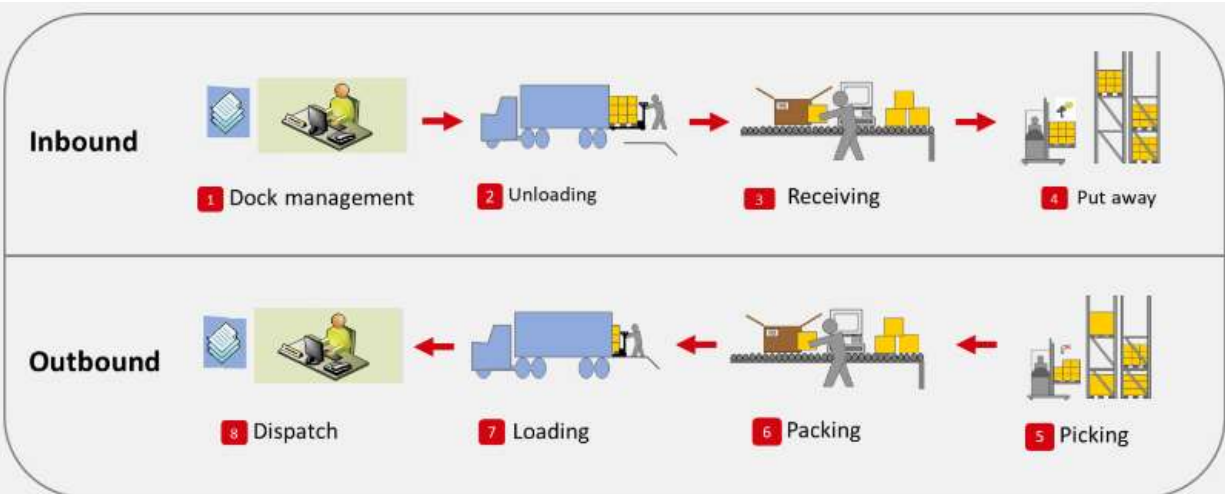 Inbound
1 Dock management
2 Unloading
3 Receiving
4 Put away
Outbound
8 Dispatch
7 Loading
6 Packing
5 Picking